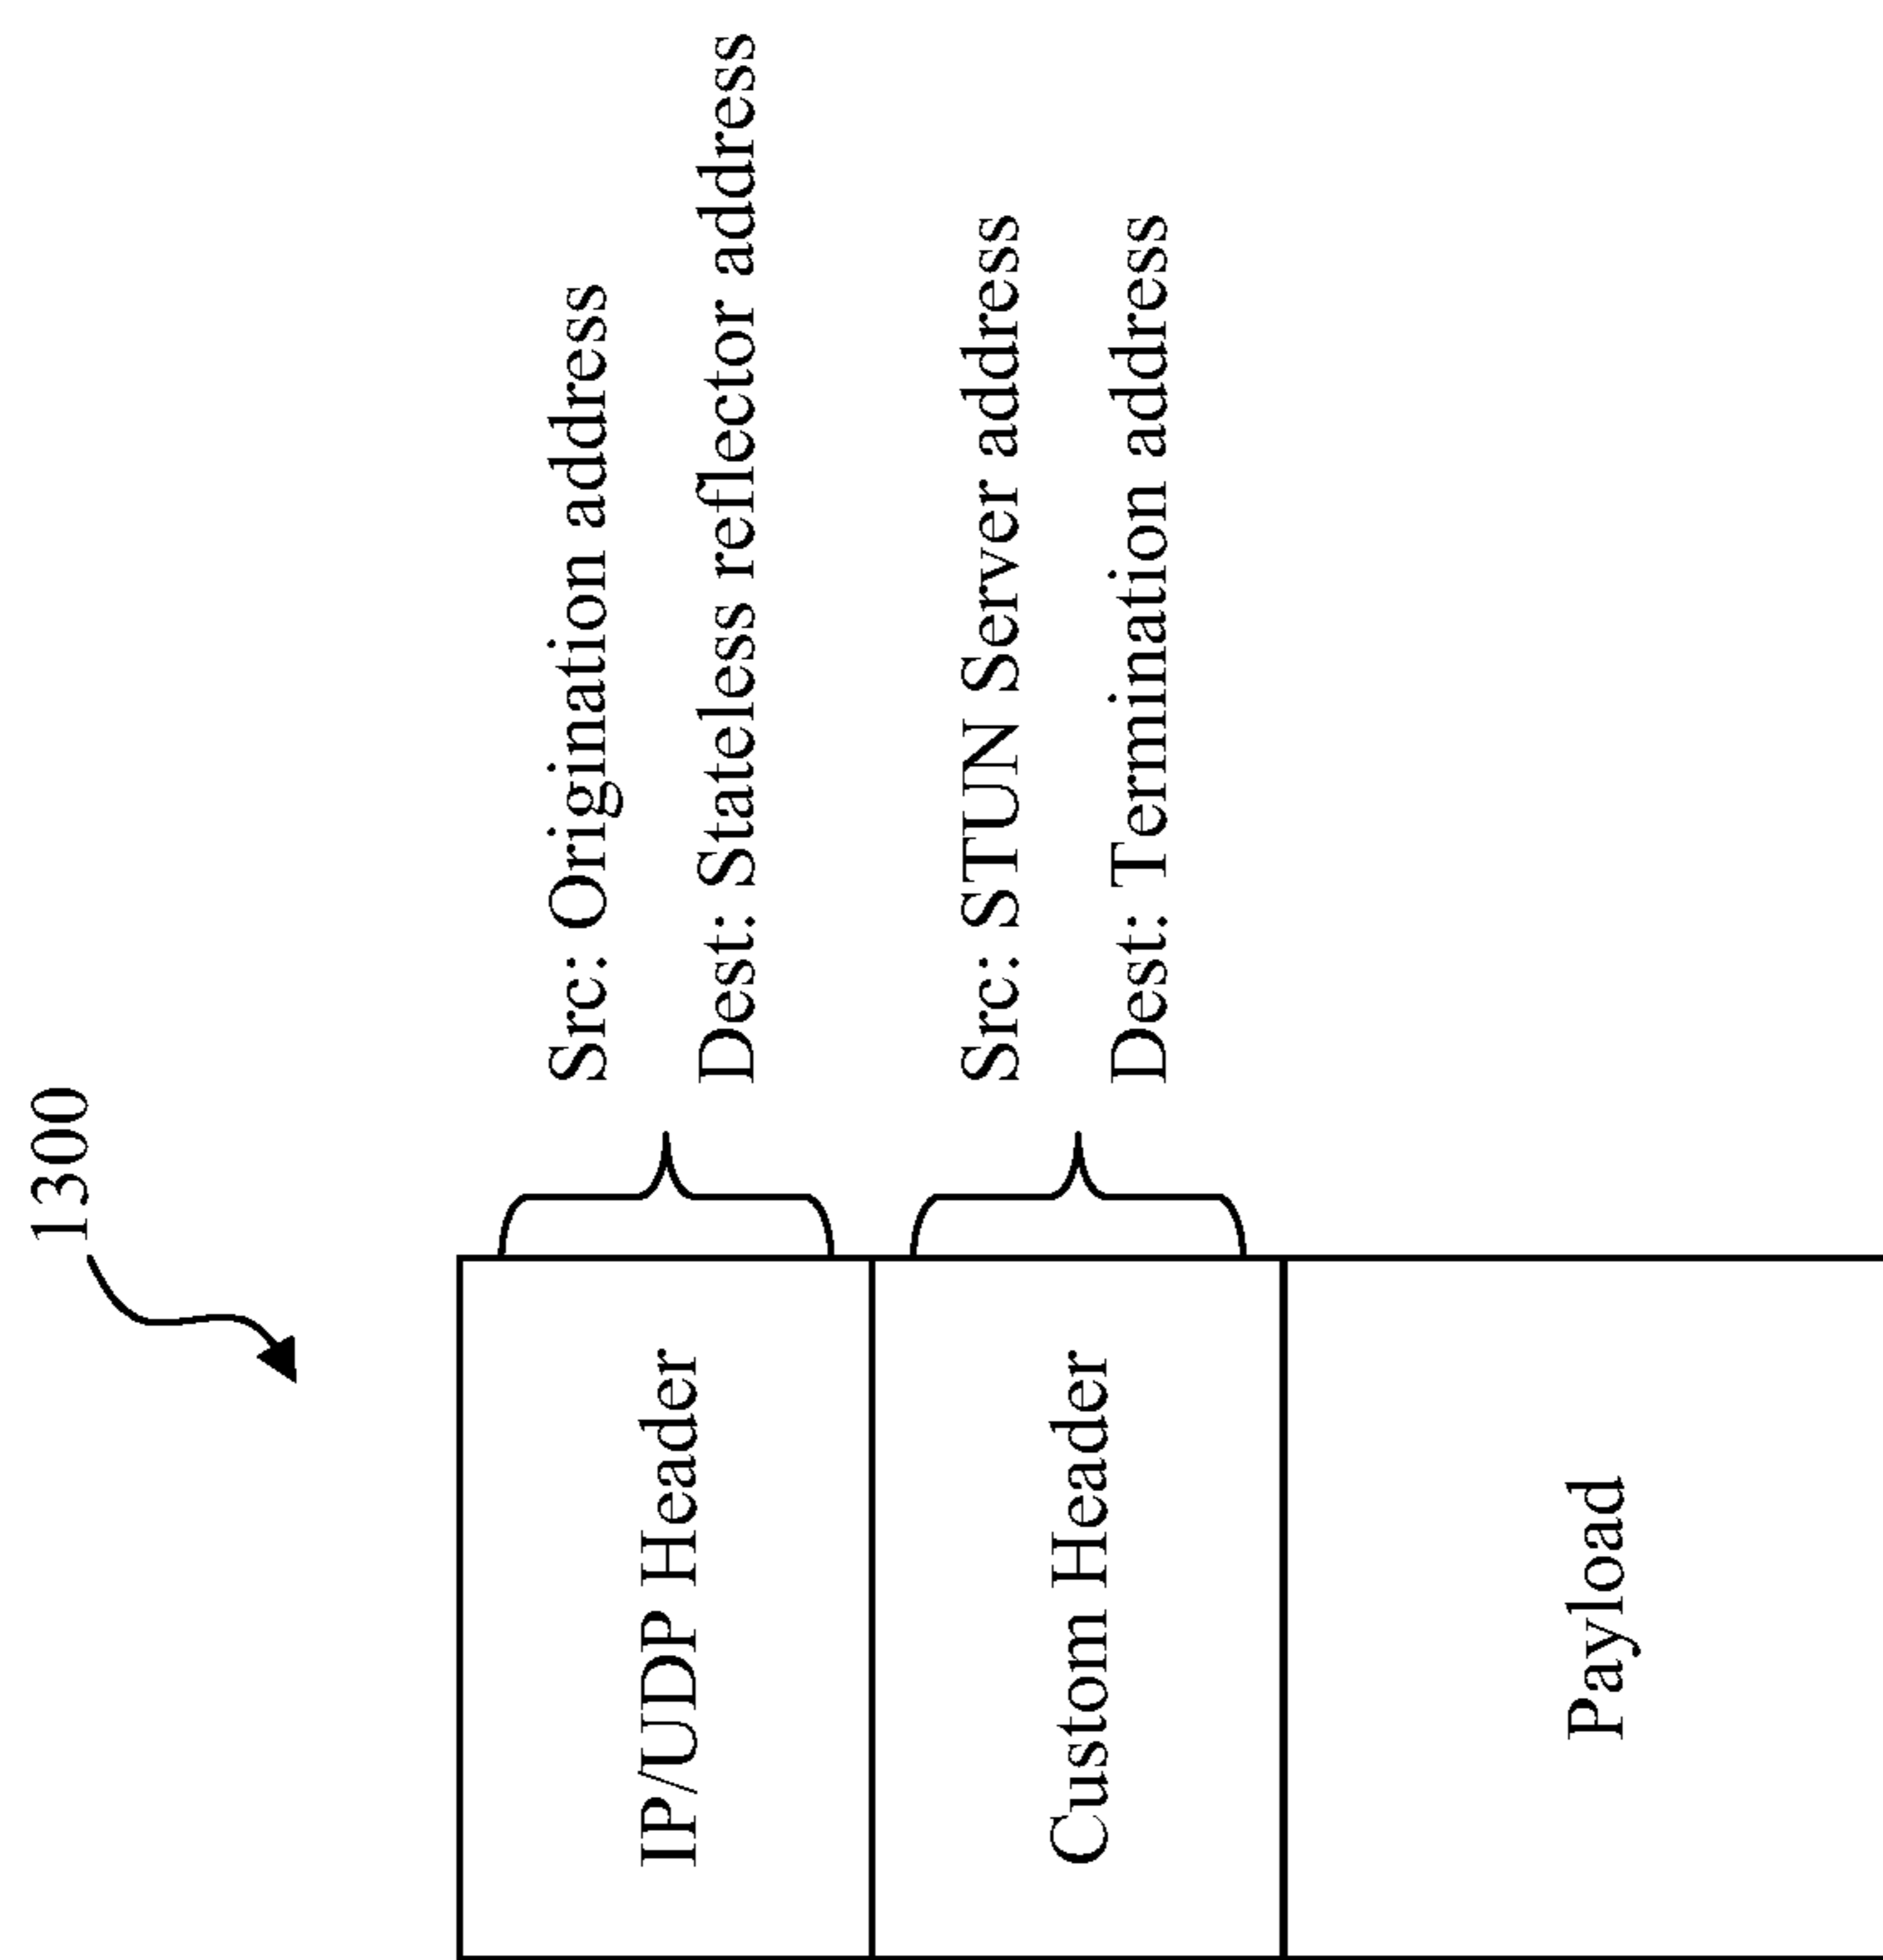 1300
IP/UDP Header
Src: Origination address
Dest: Stateless reflector address
Custom Header
Src: STUN Server address
Dest: Termination address
Payload